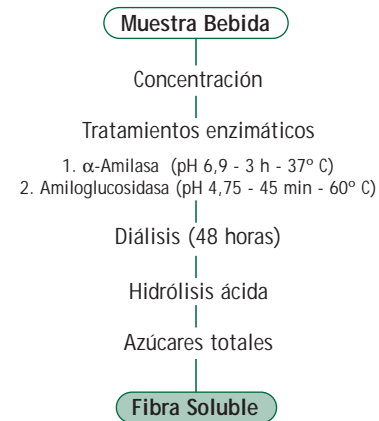 Muestra Bebida
Concentración
Tratamientos enzimáticos
1. α-Amilasa (pH 6,9 - 3 h - 37º C)
2. Amiloglucosidasa (pH 4,75 - 45 min - 60º C)
Diálisis (48 horas)
Hidrólisis ácida
Azúcares totales
Fibra Soluble